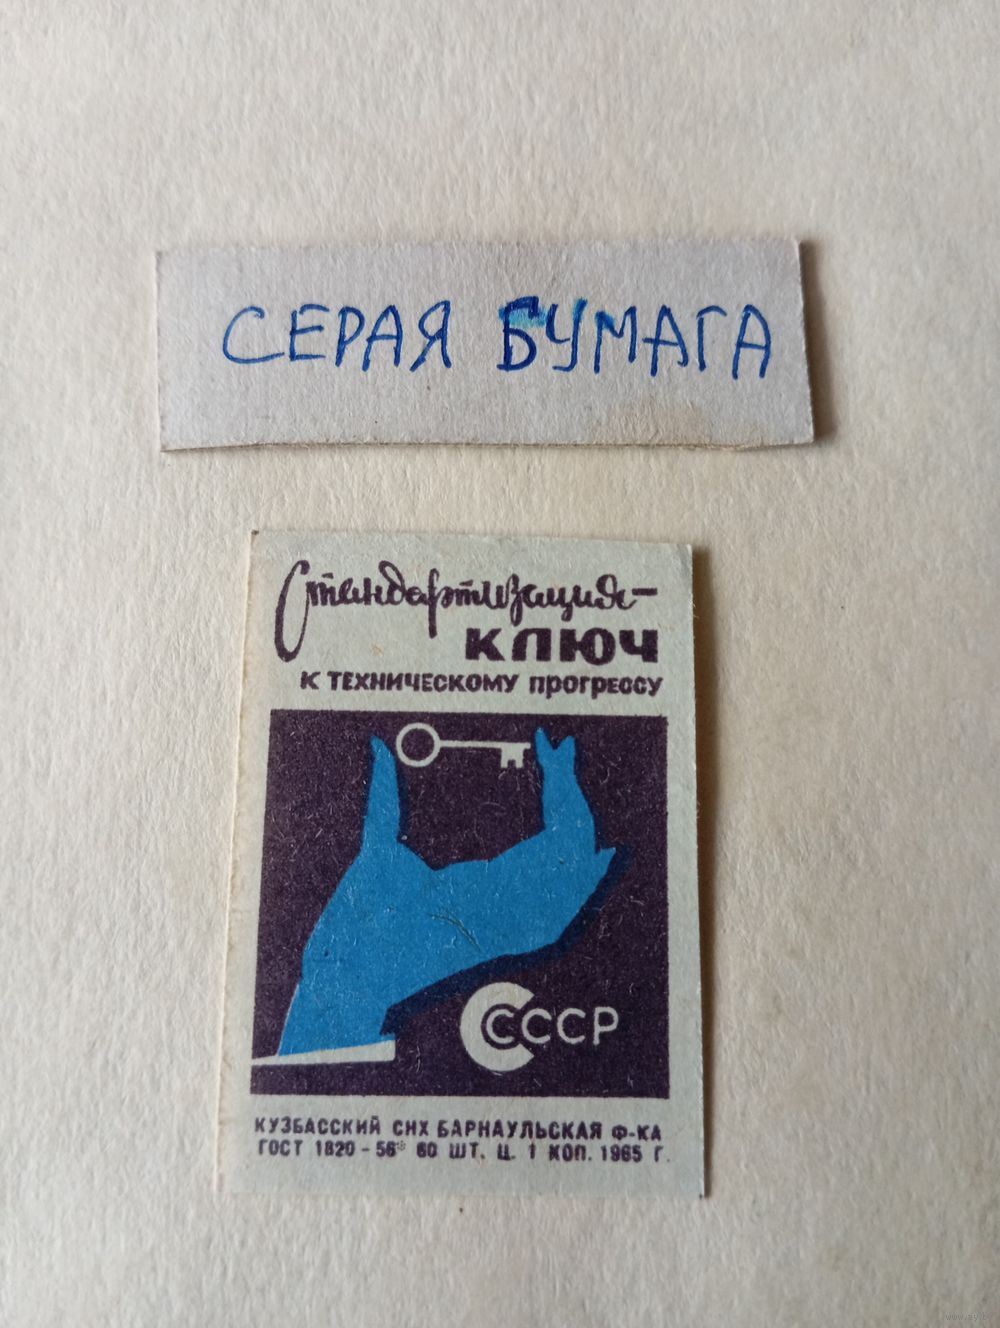 СЕРАЯ БУМАГА
Стандартизация—
КЛЮЧ
К ТЕХНИЧЕСКОМУ ПРОГРЕССУ
СССР
КУЗБАССКИЙ СНХ БАРНАУЛЬСКАЯ Ф-КА
ГОСТ 1820-56* 60 ШТ. Ц. 1 КОП. 1965 Г.